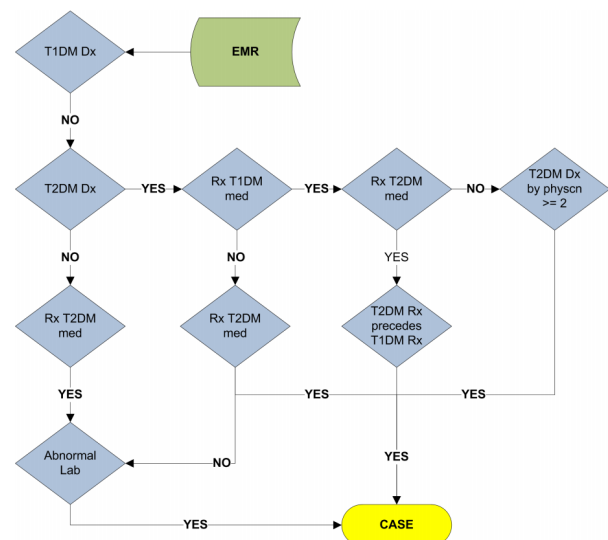 T1DM Dx
EMR
NO
T2DM Dx
YES
Rx T1DM
med
YES
Rx T2DM
med
NO
T2DM Dx
by physcn
>= 2
NO
NO
YES
Rx T2DM
med
Rx T2DM
med
T2DM Rx
precedes
T1DM Rx
YES
YES
YES
Abnormal
Lab
NO
YES
YES
CASE